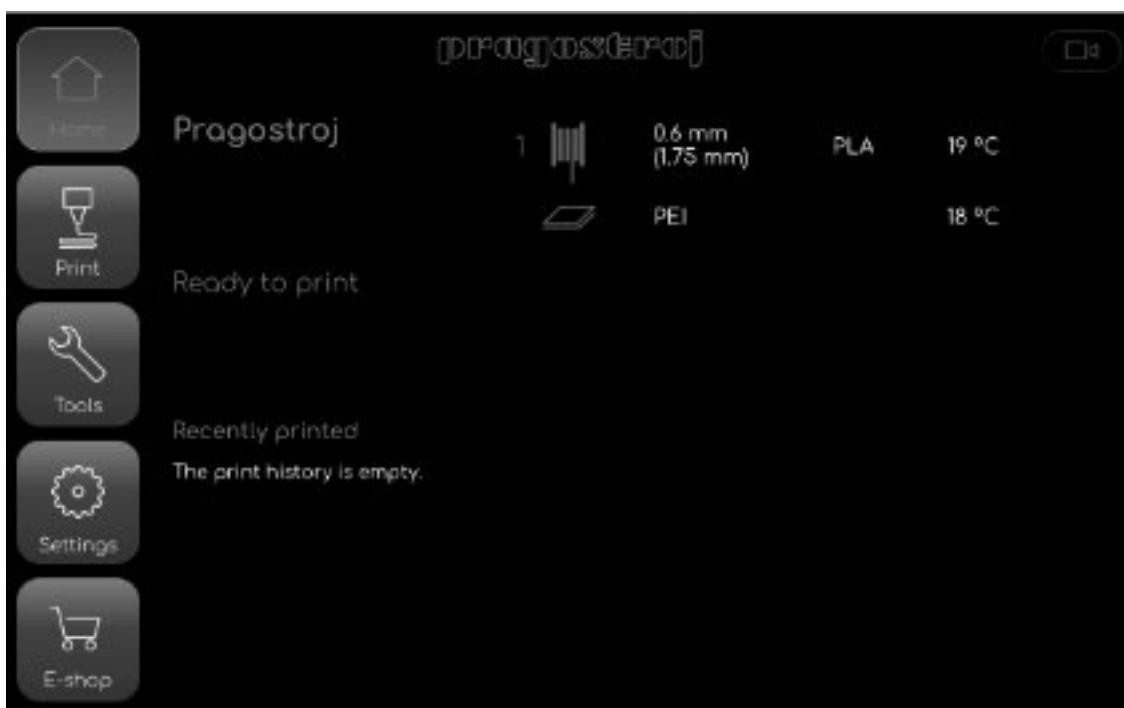 pragostroj
Home
Pragostroj
1
0.6 mm
(1.75 mm)
PLA
19 °C
PEI
18 °C
Print
Ready to print
Tools
Recently printed
The print history is empty.
Settings
E-shop